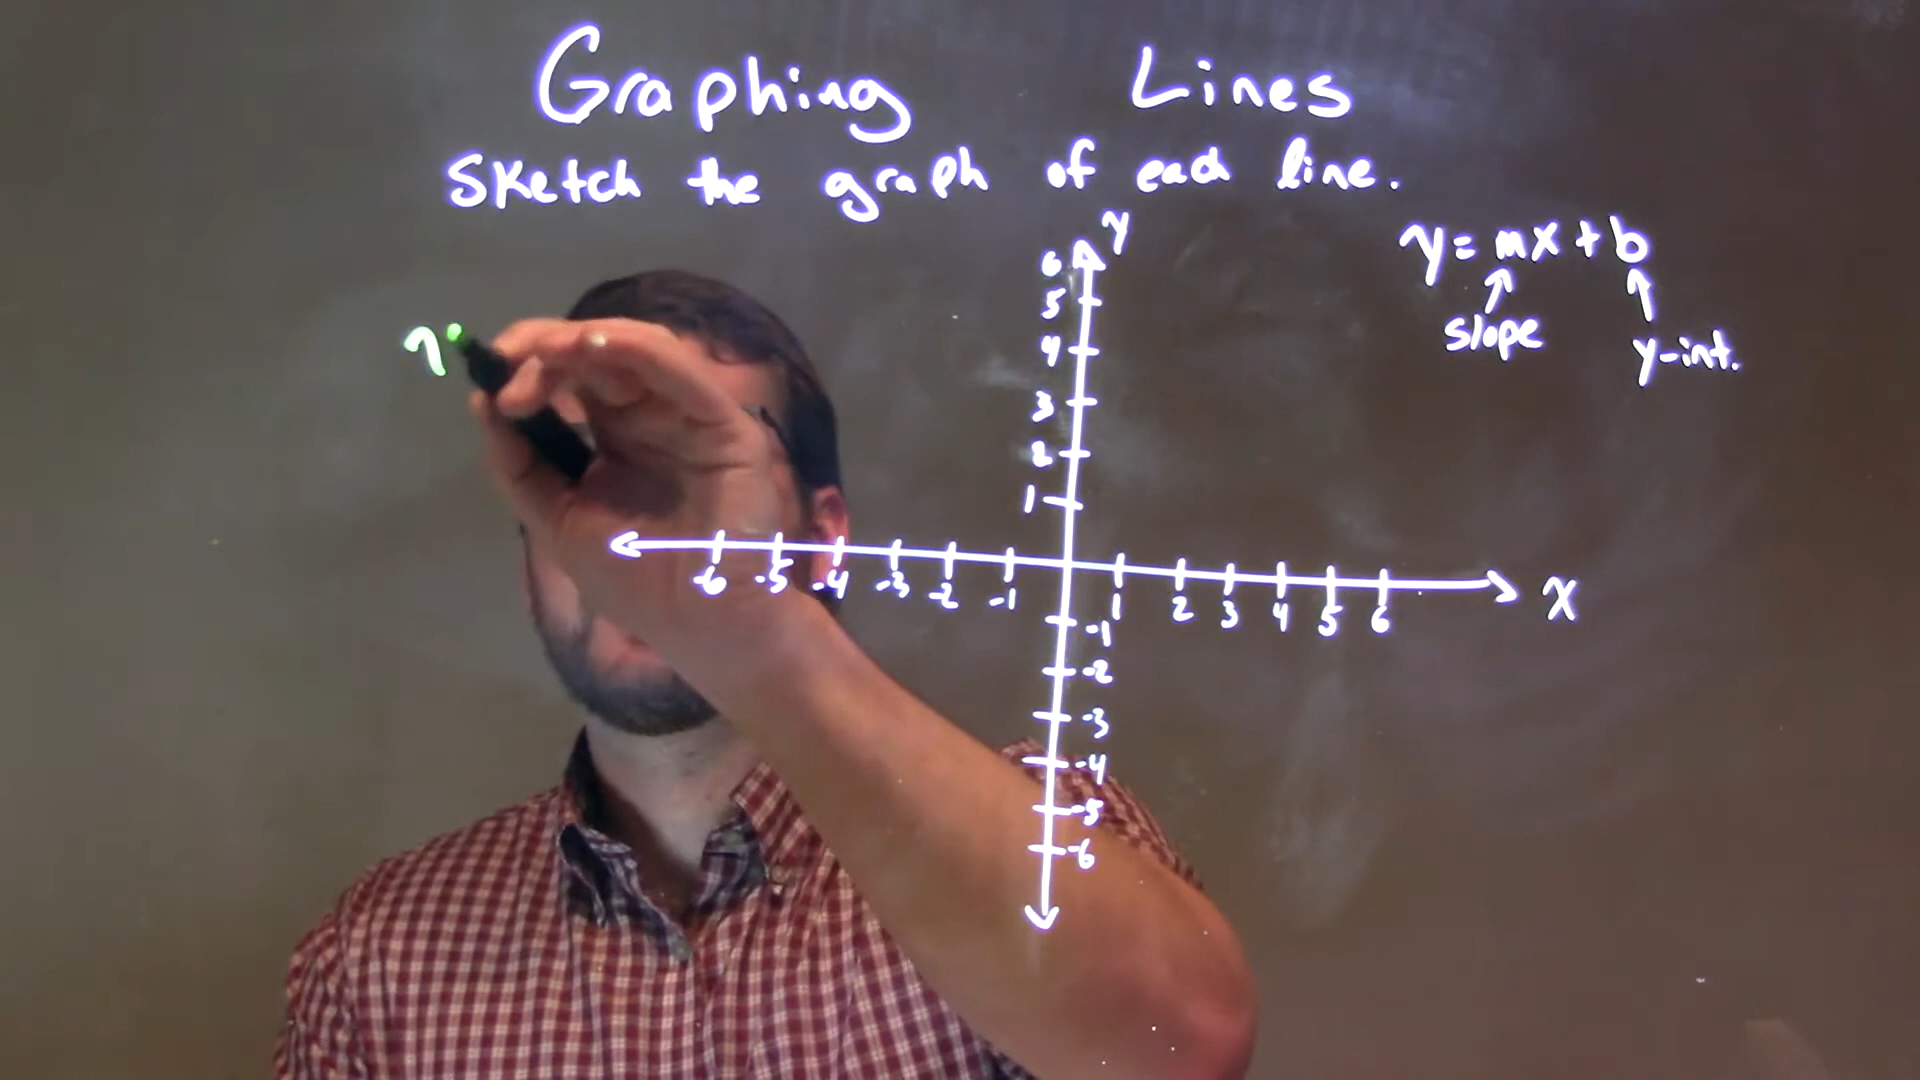 Graphing Lines
Sketch the graph of each line.
y = mx + b
slope
y-int.
y
6
5
4
3
2
1
-6 -5 -4 -3 -2 -1 1 2 3 4 5 6 x
-1
-2
-3
-4
-5
-6